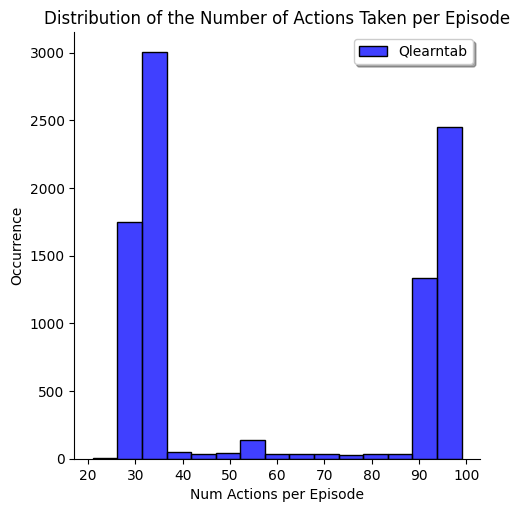 Distribution of the Number of Actions Taken per Episode
Qlearntab
3000
2500
2000
1500
1000
500
0
Occurrence
20 30 40 50 60 70 80 90 100
Num Actions per Episode